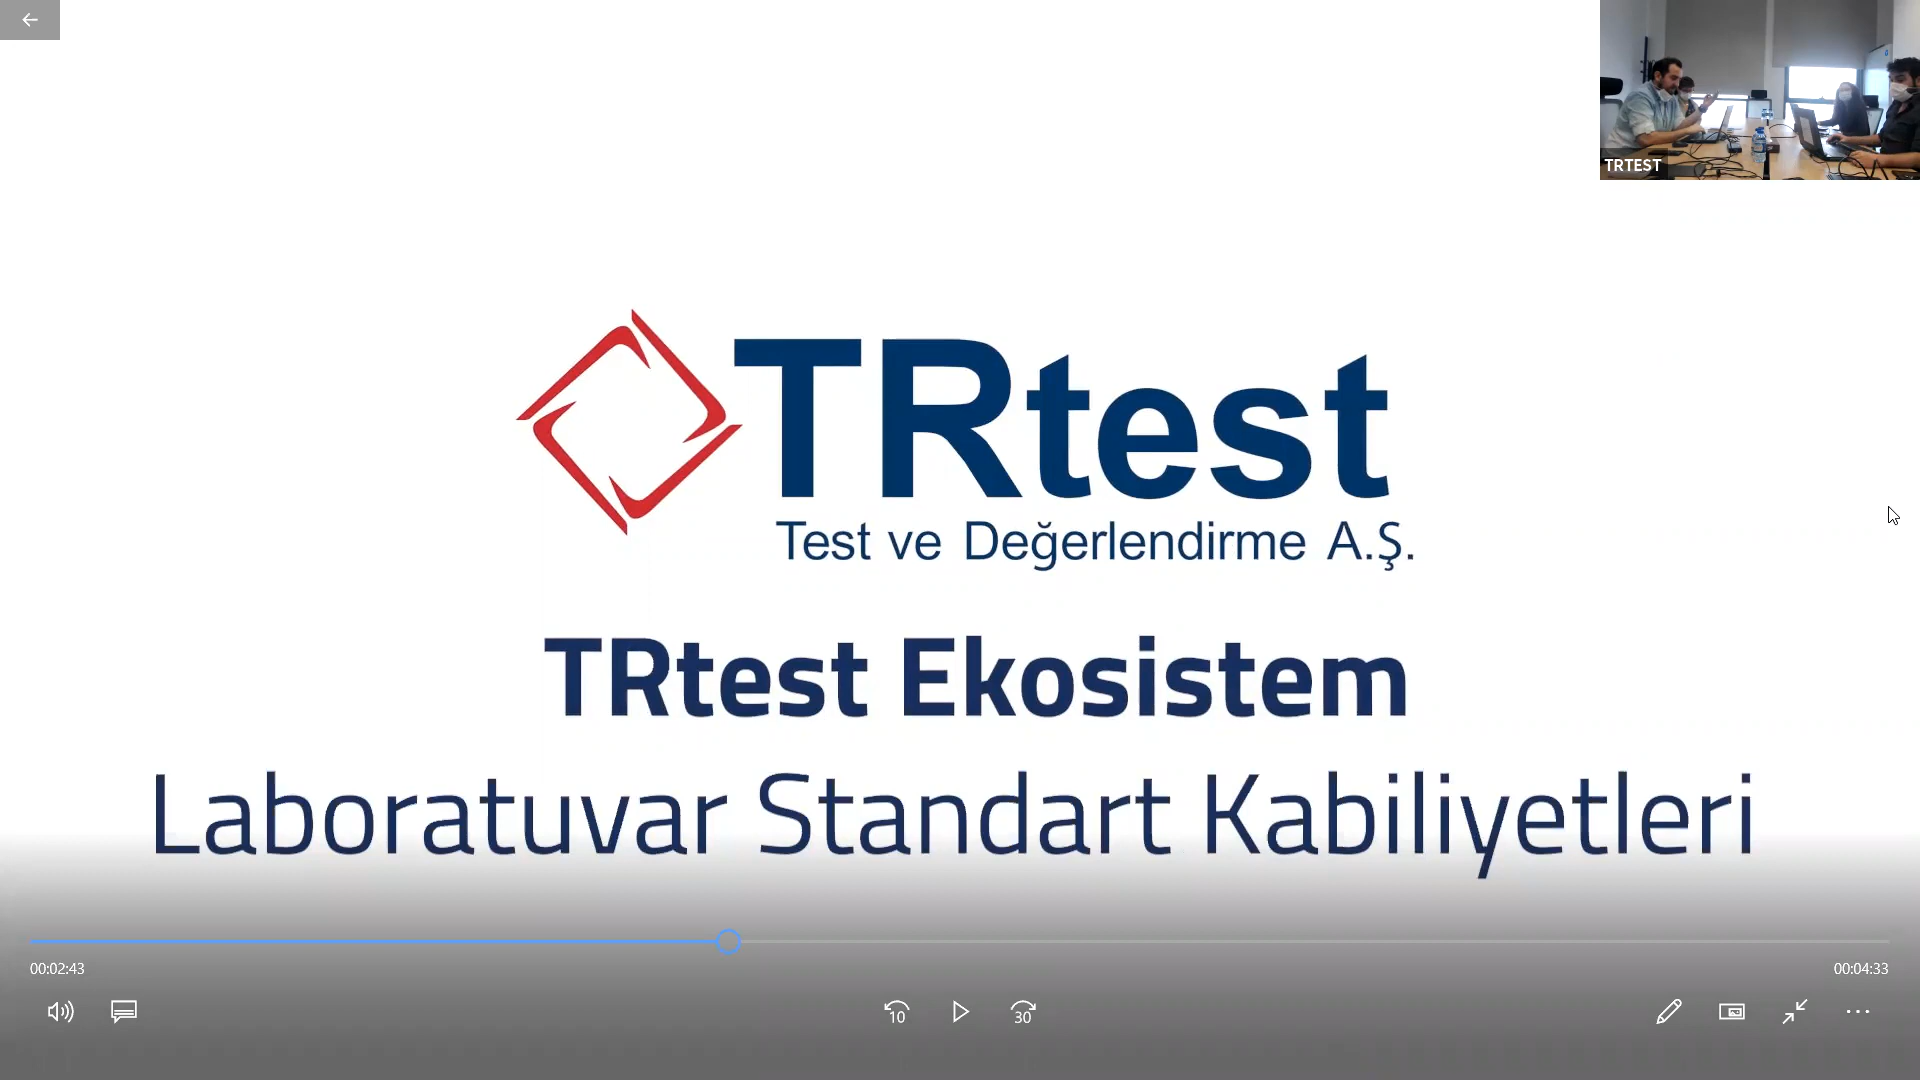 TRTEST
TRtest
Test ve Değerlendirme A.Ş.
TRtest Ekosistem
Laboratuvar Standart Kabiliyetleri
00:02:43
00:04:33
10
30